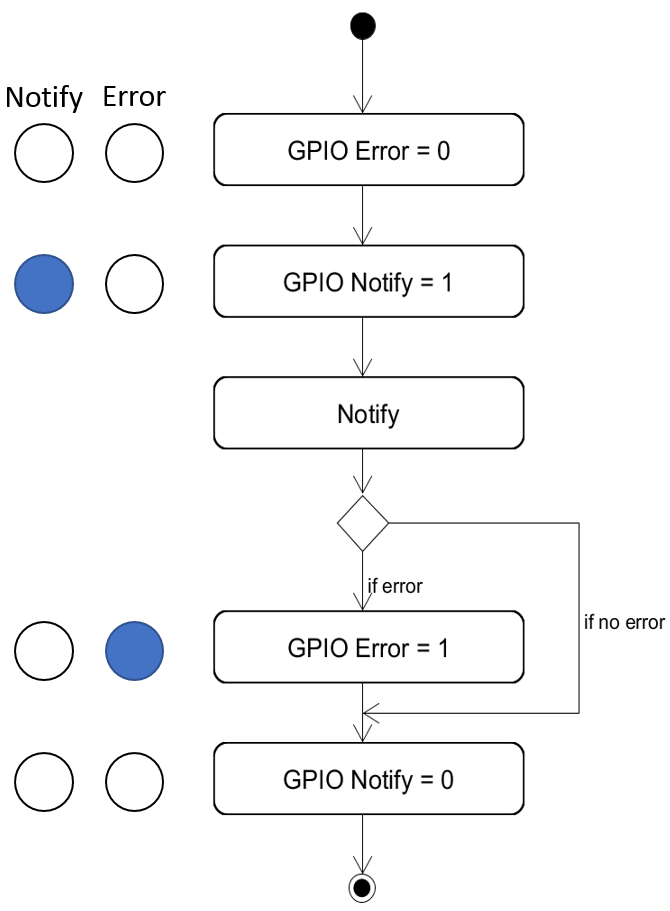 Notify Error
GPIO Error = 0
GPIO Notify = 1
Notify
if error
if no error
GPIO Error = 1
GPIO Notify = 0